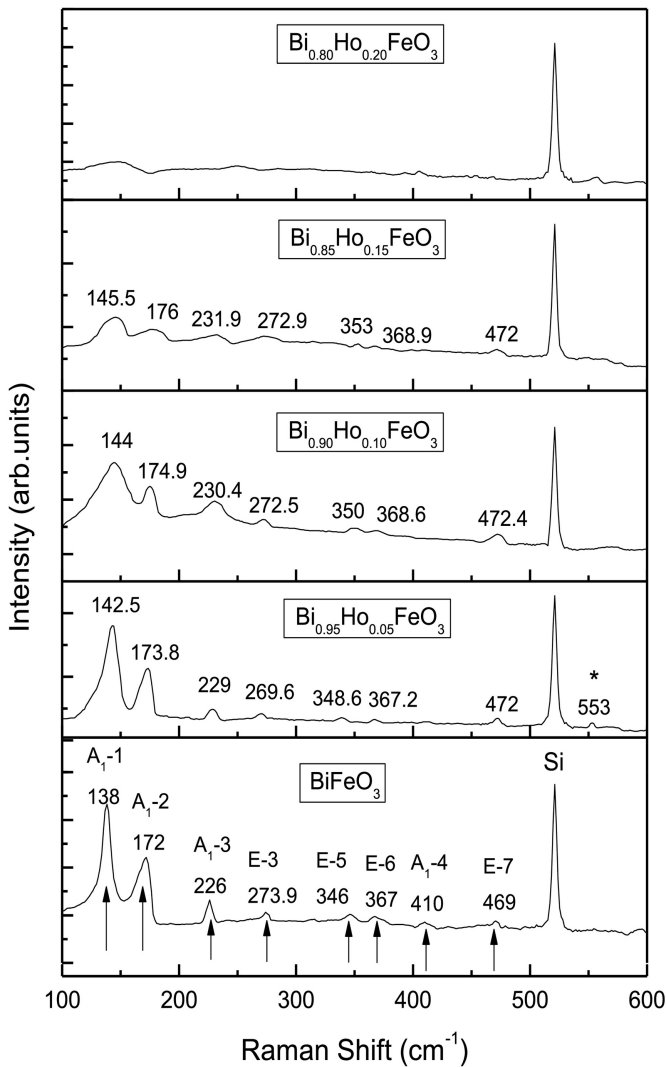 Bi0.80Ho0.20FeO3
Bi0.85Ho0.15FeO3
145.5 176 231.9 272.9 353 368.9 472
Bi0.90Ho0.10FeO3
144 174.9 230.4 272.5 350 368.6 472.4
Bi0.95Ho0.05FeO3
142.5 173.8 229 269.6 348.6 367.2 472 553
*
BiFeO3
A1-1 A1-2 A1-3 E-3 E-5 E-6 A1-4 E-7 Si
138 172 226 273.9 346 367 410 469
100 200 300 400 500 600
Raman Shift (cm-1)
Intensity (arb.units)